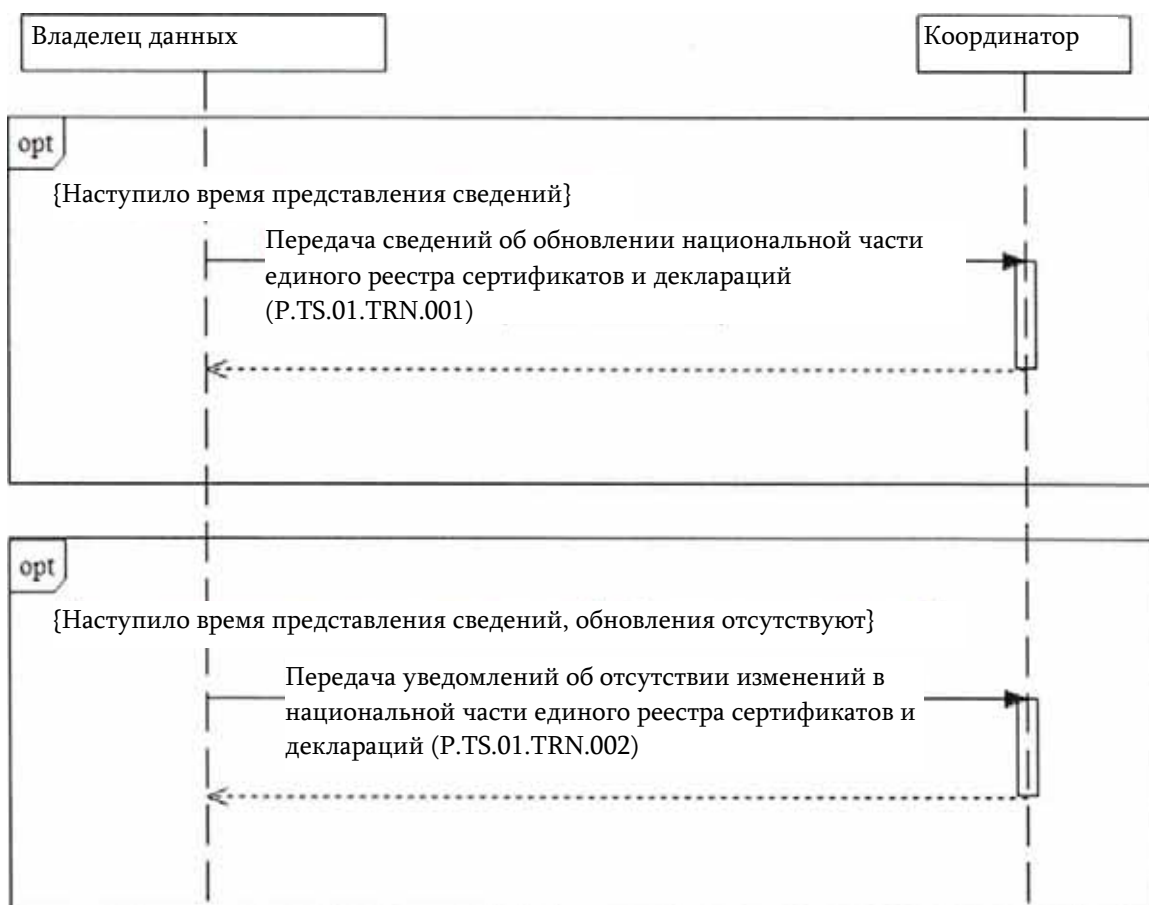 Владелец данных
Координатор
opt
{Наступило время представления сведений}
Передача сведений об обновлении национальной части
единого реестра сертификатов и деклараций
(P.TS.01.TRN.001)
opt
{Наступило время представления сведений, обновления отсутствуют}
Передача уведомлений об отсутствии изменений в
национальной части единого реестра сертификатов и
деклараций (P.TS.01.TRN.002)